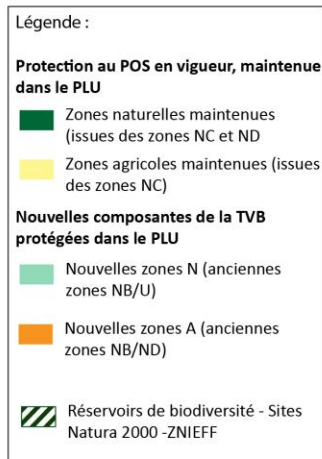 Légende :
Protection au POS en vigueur, maintenue
dans le PLU
Zones naturelles maintenues
(issues des zones NC et ND
Zones agricoles maintenues (issues
des zones NC)
Nouvelles composantes de la TVB
protégées dans le PLU
Nouvelles zones N (anciennes
zones NB/U)
Nouvelles zones A (anciennes
zones NB/ND)
Réservoirs de biodiversité - Sites
Natura 2000 -ZNIEFF